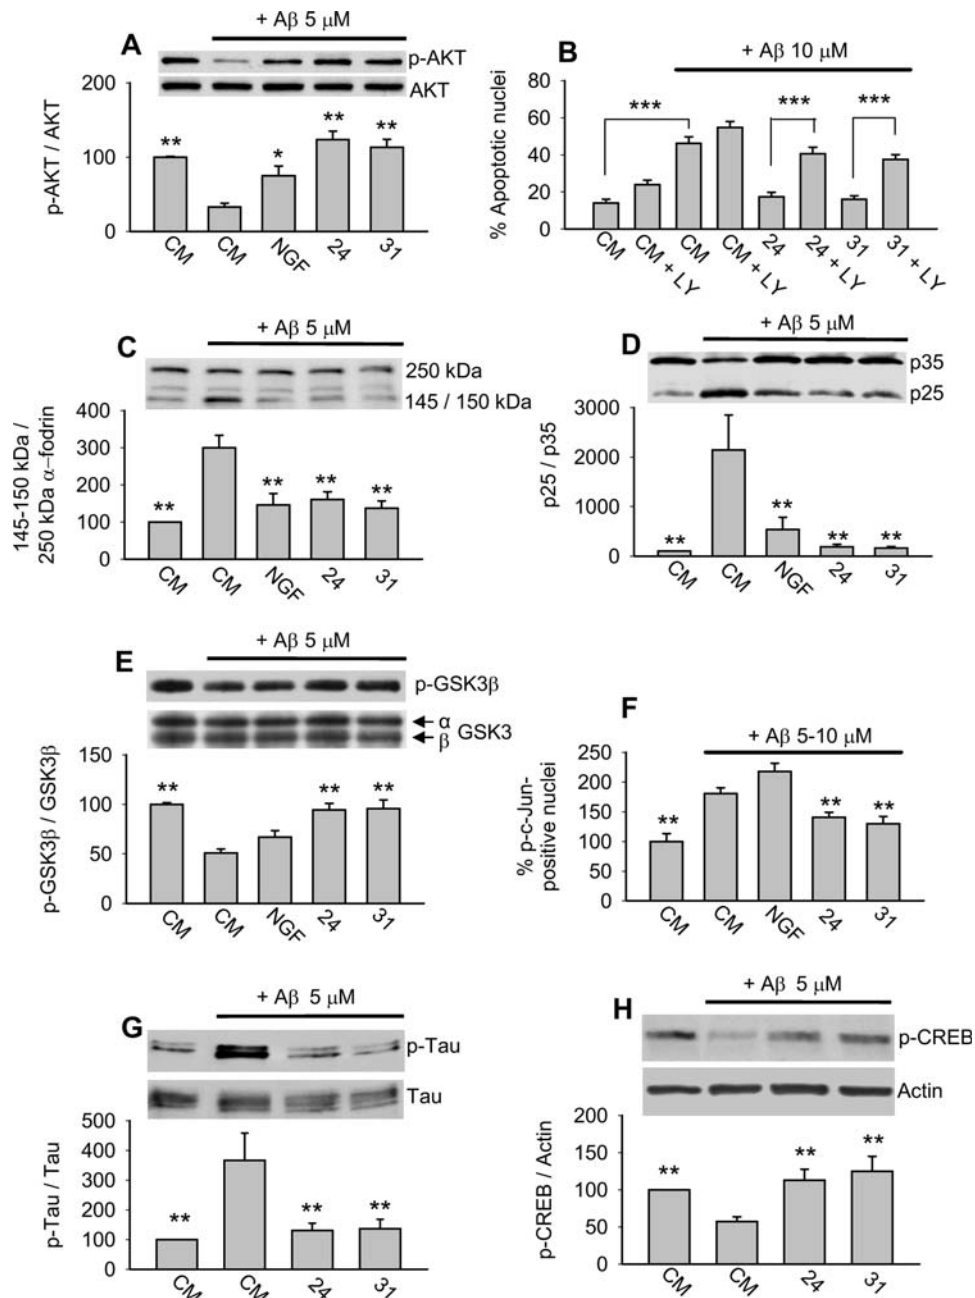 A
+ Aβ 5 μM
p-AKT
AKT
200
100
0
p-AKT / AKT
**
*
**
**
CM
CM
NGF
24
31
B
+ Aβ 10 μM
80
60
40
20
0
% Apoptotic nuclei
***
***
***
CM
CM + LY
CM
CM + LY
24
24 + LY
31
31 + LY
C
+ Aβ 5 μM
250 kDa
145 / 150 kDa
400
300
200
100
0
145-150 kDa /
250 kDa α–fodrin
**
**
**
**
CM
CM
NGF
24
31
D
+ Aβ 5 μM
p35
p25
3000
2000
1000
0
p25 / p35
**
**
**
**
CM
CM
NGF
24
31
E
+ Aβ 5 μM
p-GSK3β
α
β
GSK3
150
100
50
0
p-GSK3β / GSK3β
**
**
**
CM
CM
NGF
24
31
F
+ Aβ 5-10 μM
250
200
150
100
50
0
% p-c-Jun-
positive nuclei
**
**
**
CM
CM
NGF
24
31
G
+ Aβ 5 μM
p-Tau
Tau
500
400
300
200
100
0
p-Tau / Tau
**
**
**
CM
CM
24
31
H
+ Aβ 5 μM
p-CREB
Actin
200
150
100
50
0
p-CREB / Actin
**
**
**
CM
CM
24
31